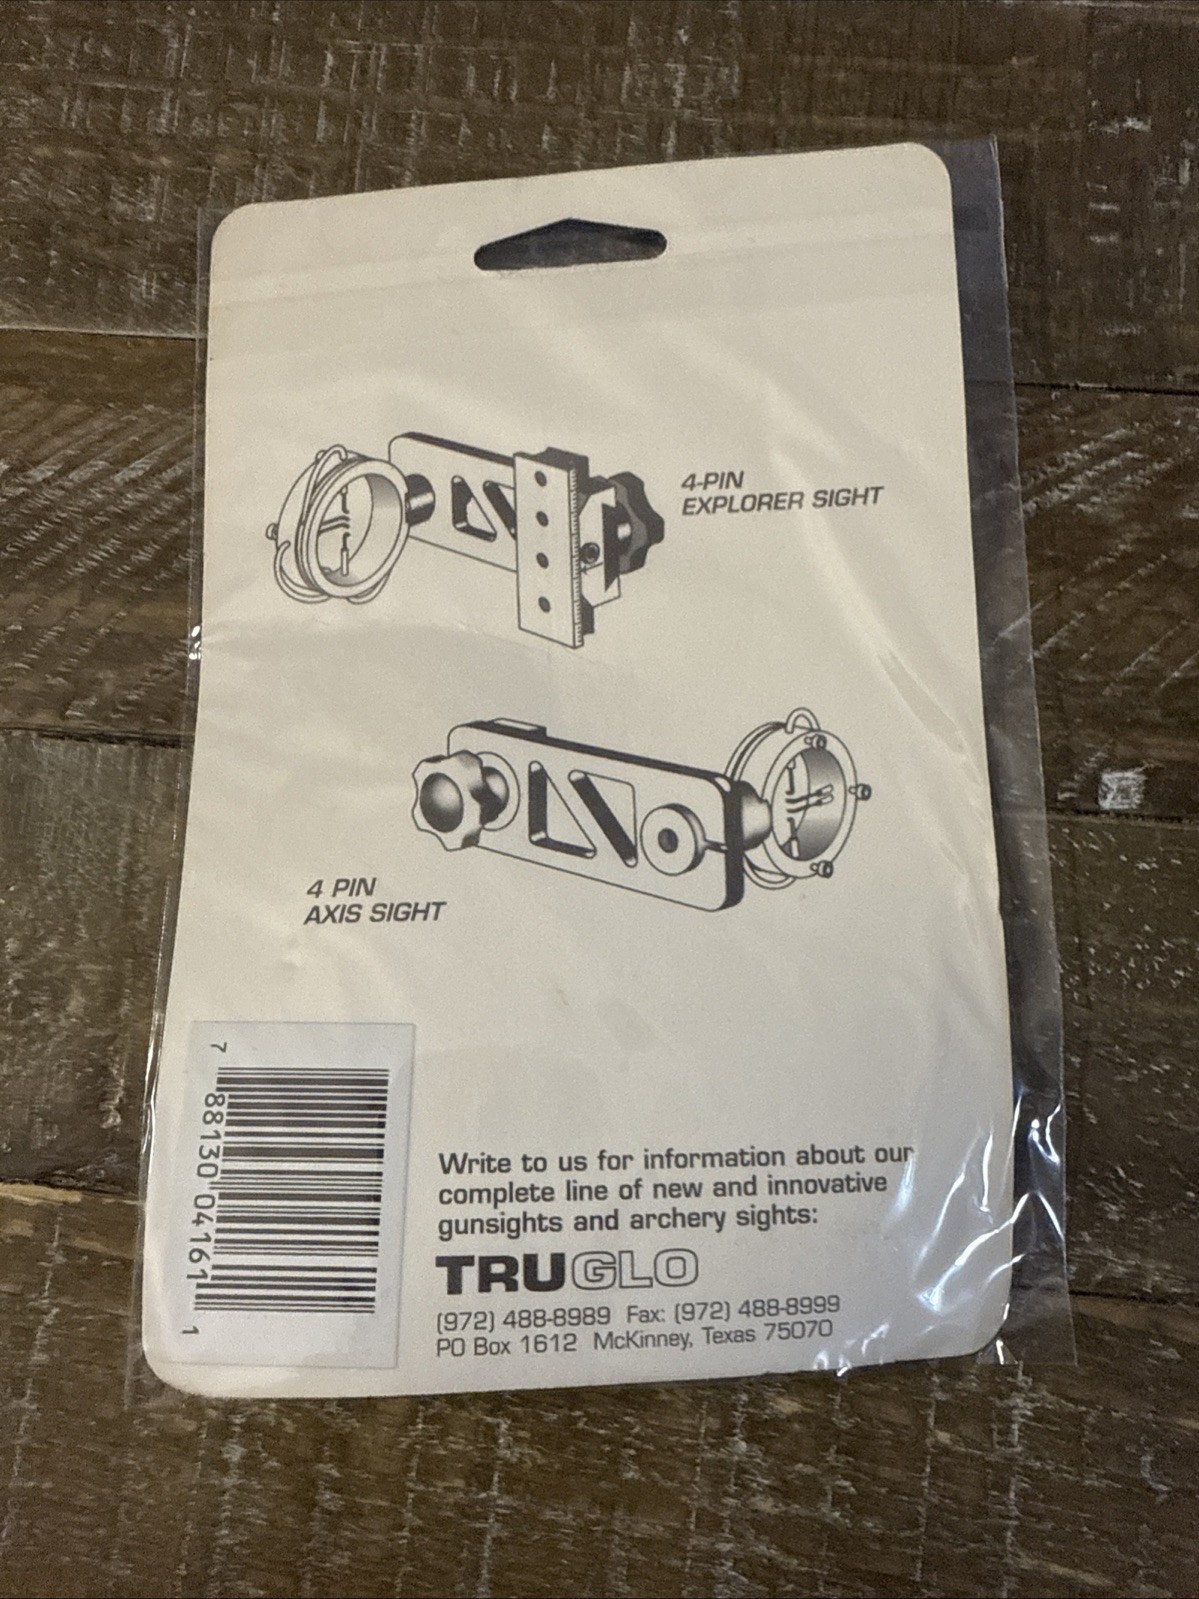 4-PIN
EXPLORER SIGHT
4 PIN
AXIS SIGHT
7 88130 04161 1
Write to us for information about our
complete line of new and innovative
gunsights and archery sights:
TRUGLO
(972) 488-8989 Fax: (972) 488-8999
PO Box 1612 McKinney, Texas 75070